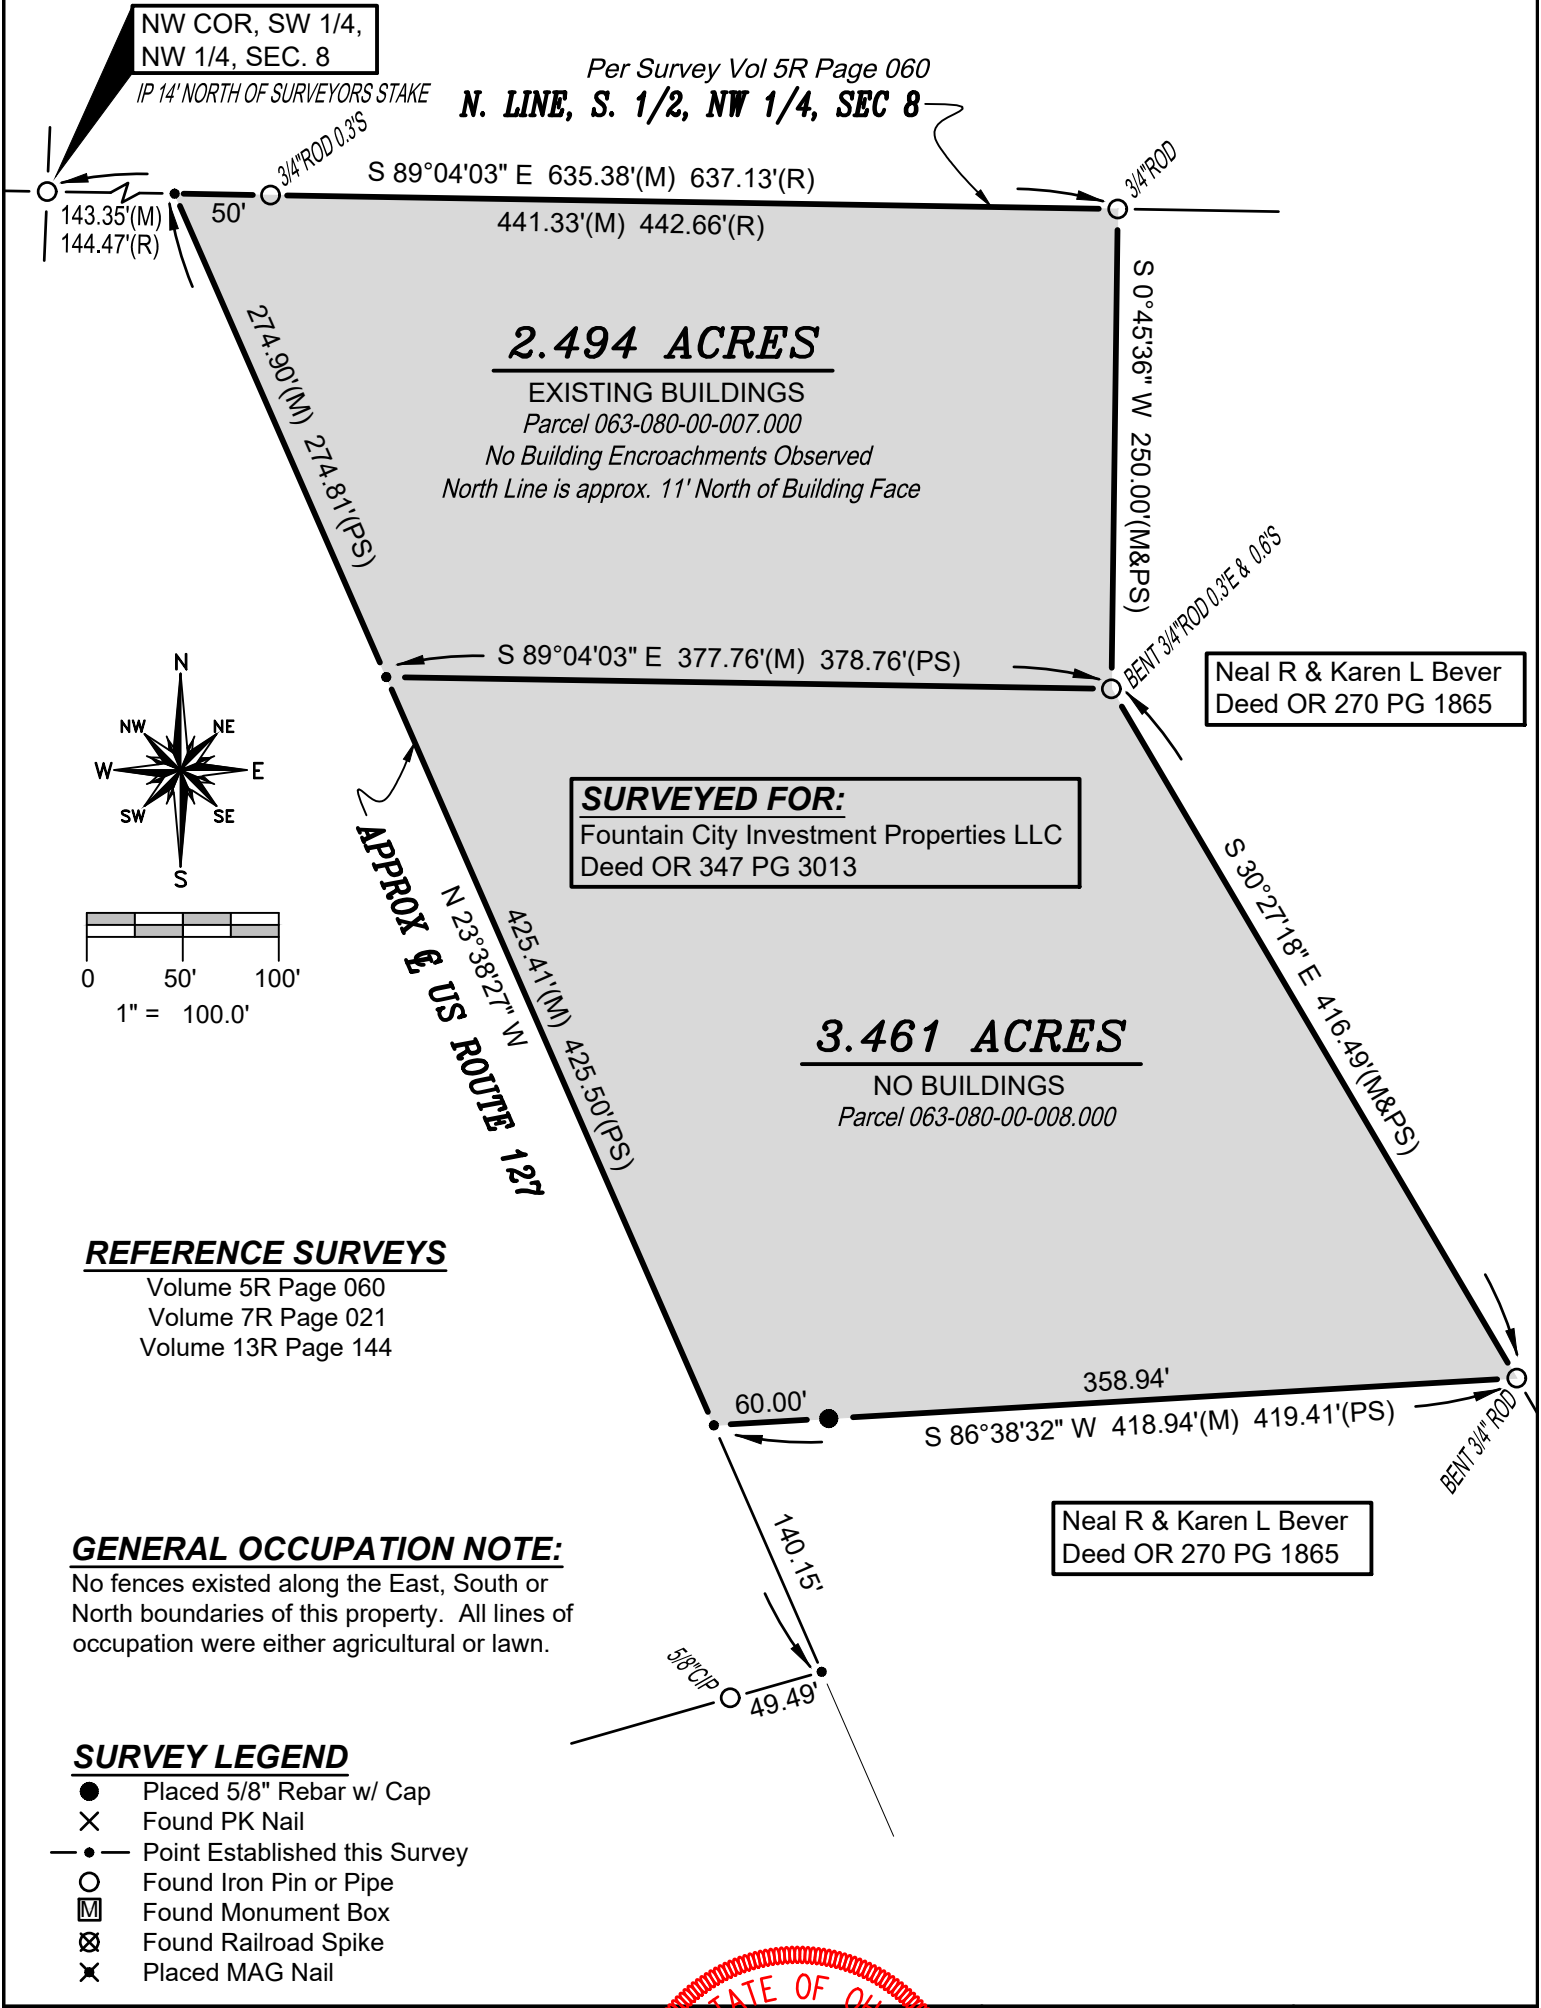 NW COR, SW 1/4,
NW 1/4, SEC. 8
IP 14' NORTH OF SURVEYORS STAKE
Per Survey Vol 5R Page 060
N. LINE, S. 1/2, NW 1/4, SEC 8
3/4"ROD 0.3'S
3/4"ROD
S 89°04'03" E 635.38'(M) 637.13'(R)
143.35'(M)
144.47'(R)
50'
441.33'(M) 442.66'(R)
S 0°45'36" W 250.00'(M&PS)
274.90'(M) 274.81'(PS)
2.494 ACRES
EXISTING BUILDINGS
Parcel 063-080-00-007.000
No Building Encroachments Observed
North Line is approx. 11' North of Building Face
BENT 3/4"ROD 0.3'E & 0.6'S
S 89°04'03" E 377.76'(M) 378.76'(PS)
Neal R & Karen L Bever
Deed OR 270 PG 1865
N
NW
NE
W
E
SW
SE
S
0
50'
100'
1" = 100.0'
SURVEYED FOR:
Fountain City Investment Properties LLC
Deed OR 347 PG 3013
APPROX ℄ US ROUTE 127
N 23°38'27" W
425.41'(M) 425.50'(PS)
S 30°27'18" E 416.49'(M&PS)
3.461 ACRES
NO BUILDINGS
Parcel 063-080-00-008.000
REFERENCE SURVEYS
Volume 5R Page 060
Volume 7R Page 021
Volume 13R Page 144
60.00'
358.94'
S 86°38'32" W 418.94'(M) 419.41'(PS)
BENT 3/4" ROD
Neal R & Karen L Bever
Deed OR 270 PG 1865
140.15'
5/8"CIP
49.49'
GENERAL OCCUPATION NOTE:
No fences existed along the East, South or
North boundaries of this property. All lines of
occupation were either agricultural or lawn.
SURVEY LEGEND
Placed 5/8" Rebar w/ Cap
Found PK Nail
Point Established this Survey
Found Iron Pin or Pipe
M Found Monument Box
Found Railroad Spike
Placed MAG Nail
OF